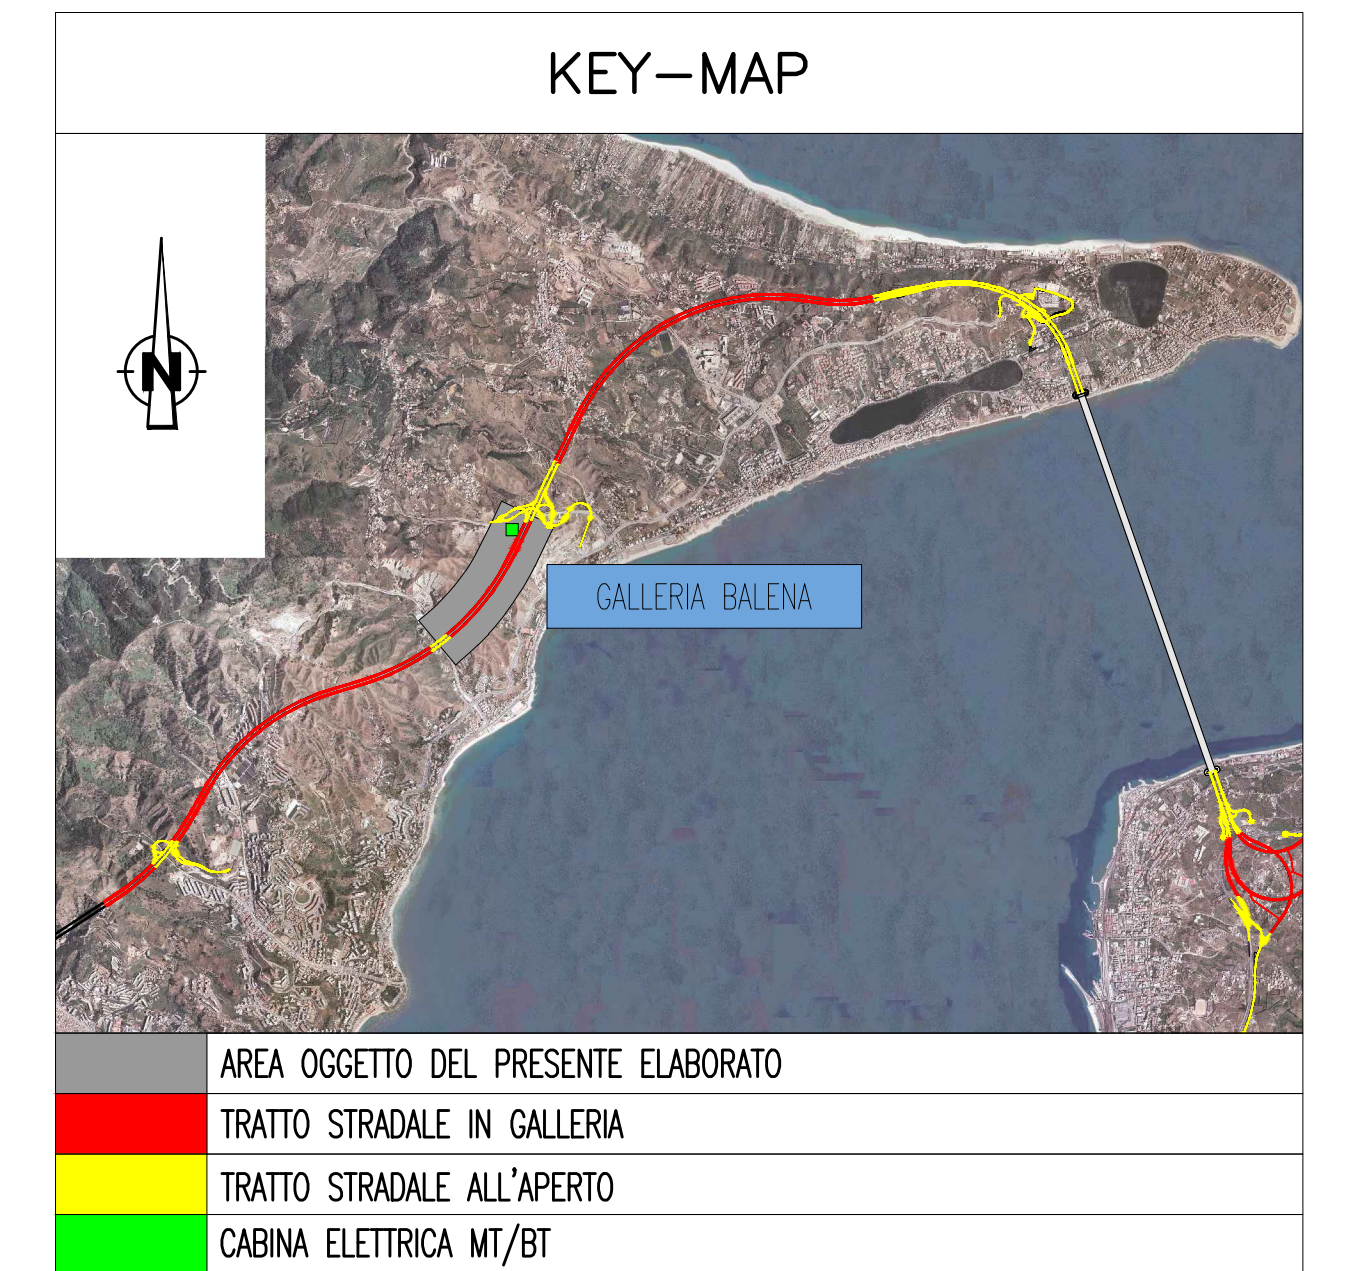 KEY-MAP
N
GALLERIA BALENA
AREA OGGETTO DEL PRESENTE ELABORATO
TRATTO STRADALE IN GALLERIA
TRATTO STRADALE ALL'APERTO
CABINA ELETTRICA MT/BT